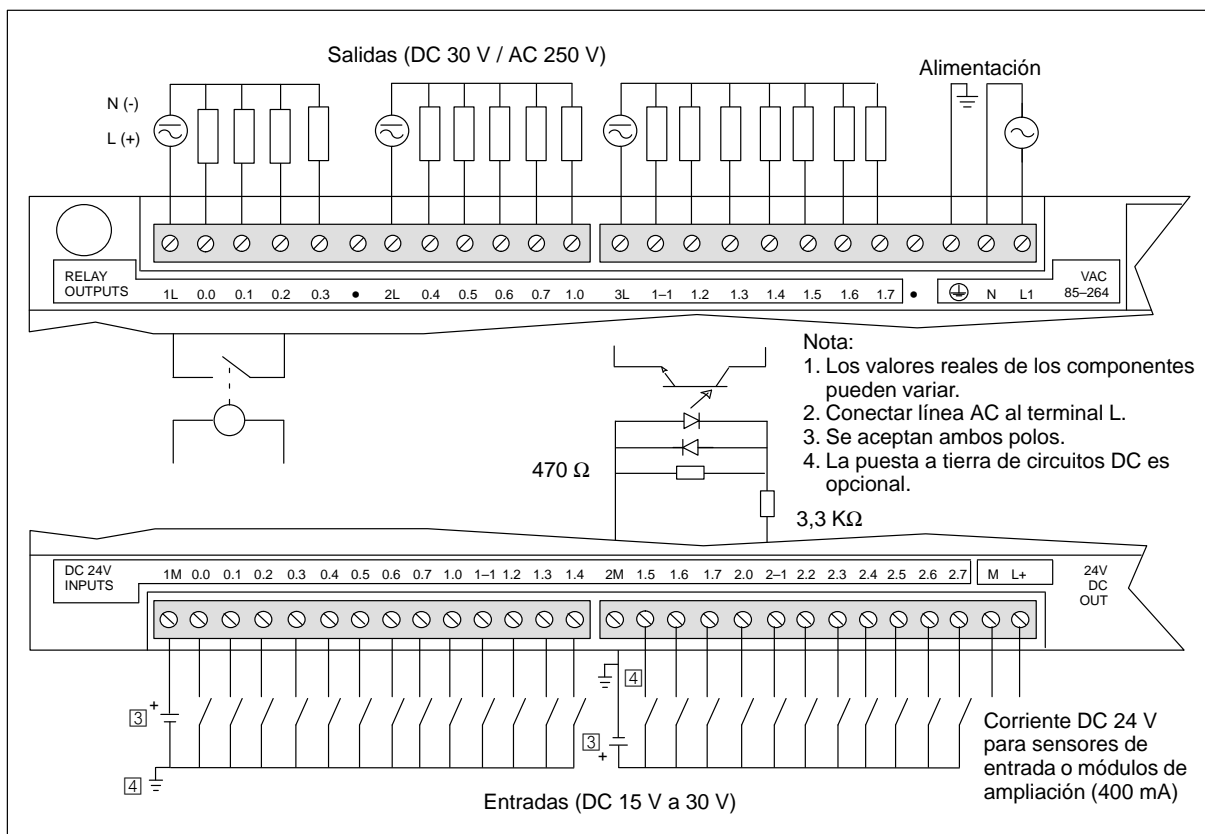 Salidas (DC 30 V / AC 250 V)
Alimentación
N (-)
L (+)
RELAY
OUTPUTS
1L 0.0 0.1 0.2 0.3 • 2L 0.4 0.5 0.6 0.7 1.0 3L 1–1 1.2 1.3 1.4 1.5 1.6 1.7 • N L1
VAC
85–264
Nota:
1. Los valores reales de los componentes
pueden variar.
2. Conectar línea AC al terminal L.
3. Se aceptan ambos polos.
4. La puesta a tierra de circuitos DC es
opcional.
470 Ω
3,3 KΩ
DC 24V
INPUTS
1M 0.0 0.1 0.2 0.3 0.4 0.5 0.6 0.7 1.0 1–1 1.2 1.3 1.4 2M 1.5 1.6 1.7 2.0 2–1 2.2 2.3 2.4 2.5 2.6 2.7 M L+
24V
DC
OUT
4
3 +
3 +
4
Corriente DC 24 V
para sensores de
entrada o módulos de
ampliación (400 mA)
Entradas (DC 15 V a 30 V)